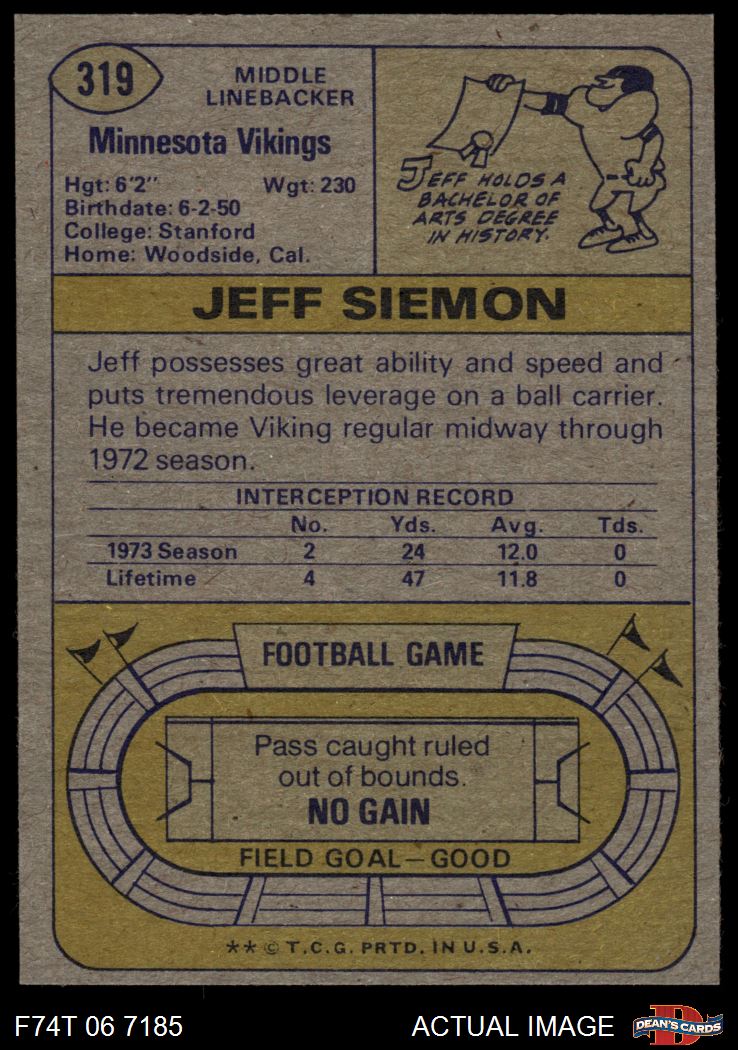 319
MIDDLE
LINEBACKER
Minnesota Vikings
Hgt: 6'2" Wgt: 230
Birthdate: 6-2-50
College: Stanford
Home: Woodside, Cal.
JEFF HOLDS A
BACHELOR OF
ARTS DEGREE
IN HISTORY.
JEFF SIEMON
Jeff possesses great ability and speed and
puts tremendous leverage on a ball carrier.
He became Viking regular midway through
1972 season.
INTERCEPTION RECORD
No. Yds. Avg. Tds.
1973 Season 2 24 12.0 0
Lifetime 4 47 11.8 0
FOOTBALL GAME
Pass caught ruled
out of bounds.
NO GAIN
FIELD GOAL—GOOD
** © T.C.G. PRTD. IN U.S.A.
F74T 06 7185 ACTUAL IMAGE D DEAN'S CARDS